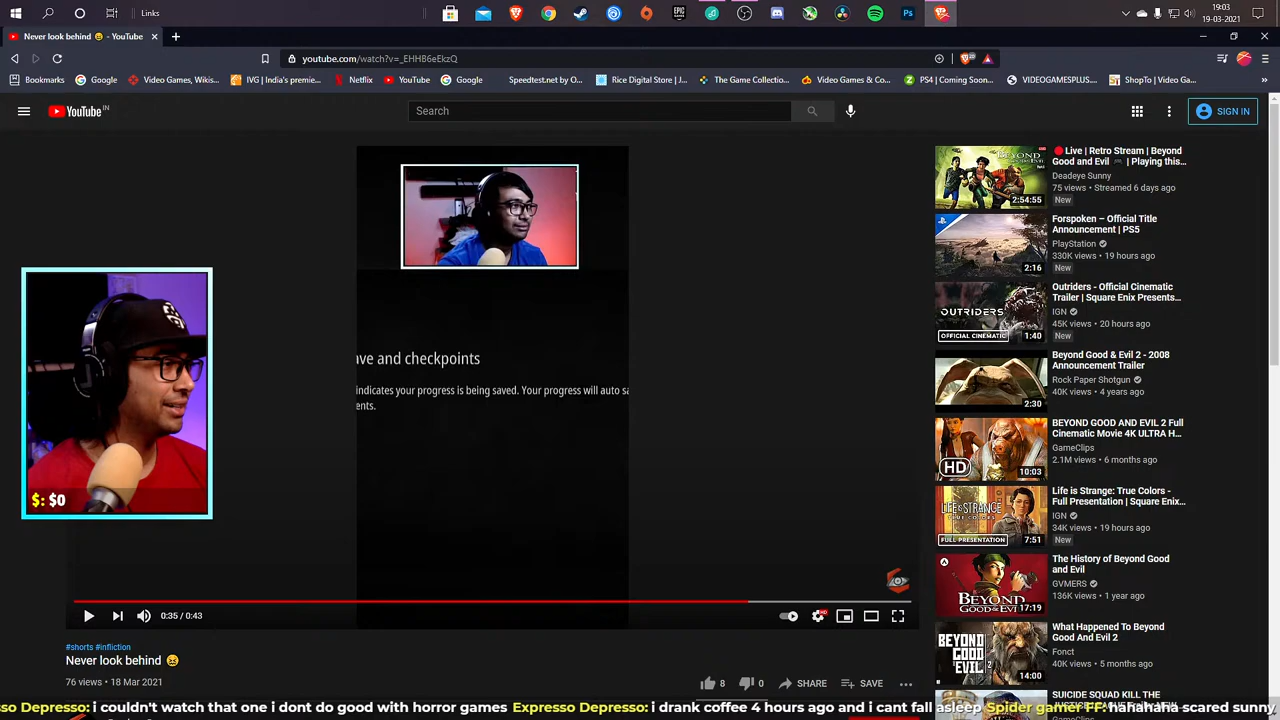 Links
19:03
19-03-2021
Never look behind 😆 - YouTube
youtube.com/watch?v=_EHHB6eEkzQ
Bookmarks
Google
Video Games, Wikis...
IVG | India's premie...
Netflix
YouTube
Google
Speedtest.net by O...
Rice Digital Store | J...
The Game Collectio...
Video Games & Co...
PS4 | Coming Soon...
VIDEOGAMESPLUS...
ShopTo | Video Ga...
YouTube IN
Search
SIGN IN
ave and checkpoints
indicates your progress is being saved. Your progress will auto sa
ents.
$: $0
0:35 / 0:43
#shorts #infliction
Never look behind 😆
76 views • 18 Mar 2021
8
0
SHARE
SAVE
BEYOND
2:54:55
🔴Live | Retro Stream | Beyond
Good and Evil 🎮 | Playing this...
Deadeye Sunny
75 views • Streamed 6 days ago
New
2:16
Forspoken – Official Title
Announcement | PS5
PlayStation
330K views • 19 hours ago
New
OUTRIDERS
OFFICIAL CINEMATIC
1:40
Outriders - Official Cinematic
Trailer | Square Enix Presents...
IGN
45K views • 20 hours ago
New
2:30
Beyond Good & Evil 2 - 2008
Announcement Trailer
Rock Paper Shotgun
40K views • 4 years ago
HD
10:03
BEYOND GOOD AND EVIL 2 Full
Cinematic Movie 4K ULTRA H...
GameClips
2.1M views • 6 months ago
LIFE IS STRANGE
TRUE COLORS
FULL PRESENTATION
7:51
Life is Strange: True Colors -
Full Presentation | Square Enix...
IGN
34K views • 19 hours ago
New
BEYOND
GOOD & EVIL
17:19
The History of Beyond Good
and Evil
GVMERS
136K views • 1 year ago
BEYOND
GOOD
EVIL 2
14:00
What Happened To Beyond
Good And Evil 2
Fonct
40K views • 5 months ago
SUICIDE SQUAD KILL THE
sso Depresso: i couldn't watch that one i dont do good with horror games Expresso Depresso: i drank coffee 4 hours ago and i cant fall asleep Spider gamer FF: haha scared sunny